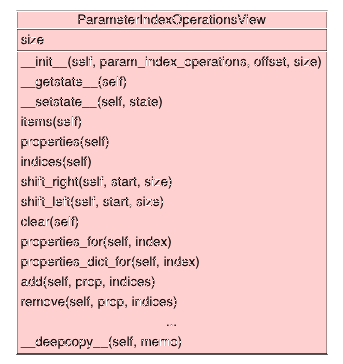 ParameterIndexOperationsView
size
__init__(self, param_index_operations, offset, size)
__getstate__(self)
__setstate__(self, state)
items(self)
properties(self)
indices(self)
shift_right(self, start, size)
shift_left(self, start, size)
clear(self)
properties_for(self, index)
properties_dict_for(self, index)
add(self, prop, indices)
remove(self, prop, indices)
...
__deepcopy__(self, memo)